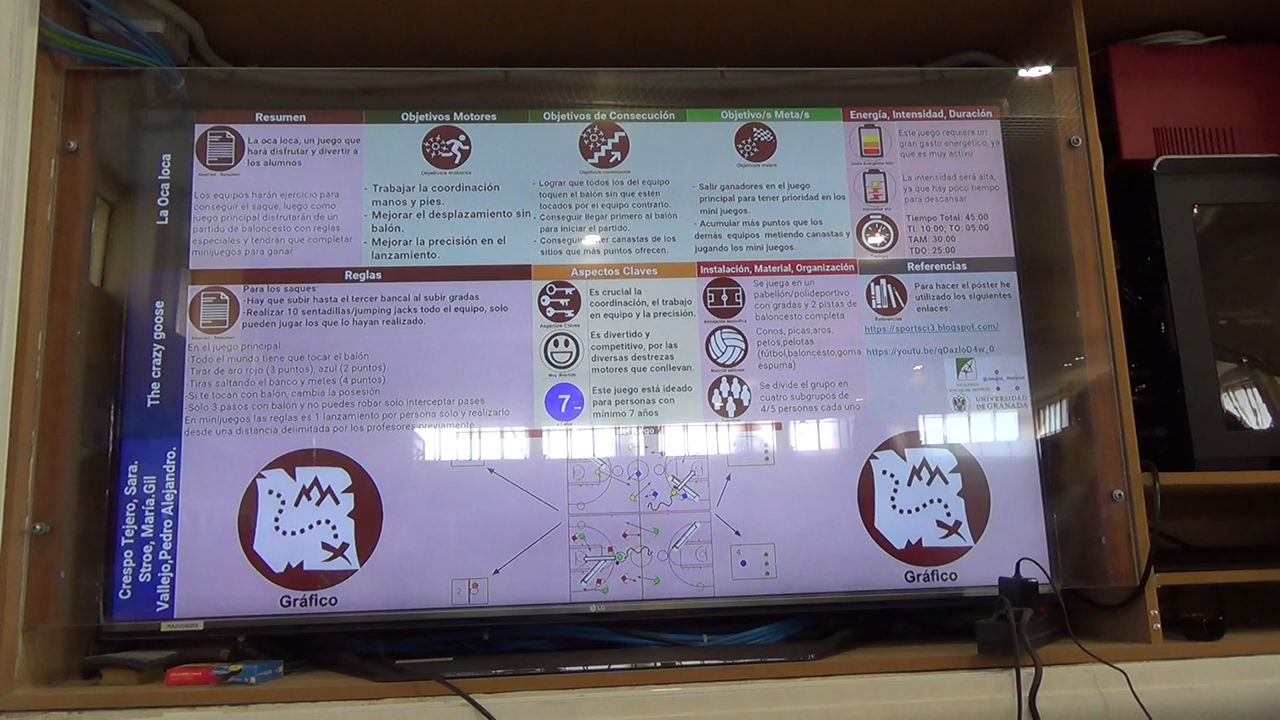 La Oca loca
The crazy goose
Crespo Tejero, Sara.
Stroe, María.Gil
Vallejo,Pedro Alejandro.
Resumen
La oca loca, un juego que
hará disfrutar y divertir a
los alumnos
Los equipos harán ejercicio para
conseguir el saque, luego como
juego principal disfrutarán de un
partido de baloncesto con reglas
especiales y tendrán que completar
minijuegos para ganar.
Objetivos Motores
- Trabajar la coordinación
manos y pies.
- Mejorar el desplazamiento sin
balón.
- Mejorar la precisión en el
lanzamiento.
Objetivos de Consecución
- Lograr que todos los del equipo
toquen el balón sin que estén
tocados por el equipo contrario.
- Conseguir llegar primero al balón
para iniciar el partido.
- Conseguir canastas de los
sitios que más puntos ofrecen.
Objetivo/s Meta/s
- Salir ganadores en el juego
principal para tener prioridad en los
mini juegos.
- Acumular más puntos que los
demás equipos metiendo canastas y
jugando los mini juegos.
Energía, Intensidad, Duración
Este juego requiere un
gran gasto energético, ya
que es muy activo
La intensidad será alta,
ya que hay poco tiempo
para descansar
Tiempo Total: 45:00
TI: 10:00; TO: 05:00
TAM: 30:00
TDO: 25:00
Reglas
Para los saques:
-Hay que subir hasta el tercer bancal al subir gradas
-Realizar 10 sentadillas/jumping jacks todo el equipo, solo
pueden jugar los que lo hayan realizado.
En el juego principal
-Todo el mundo tiene que tocar el balón
-Tirar de aro rojo (3 puntos), azul (2 puntos)
-Tiras saltando el banco y metes (4 puntos)
-Si te tocan con balón, cambia la posesión
-Solo 3 pasos con balón y no puedes robar solo interceptar pases
En minijuegos las reglas es 1 lanzamiento por persona solo y realizarlo
desde una distancia delimitada por los profesores previamente
Aspectos Claves
Es crucial la
coordinación, el trabajo
en equipo y la precisión.
Aspectos Claves
Es divertido y
competitivo, por las
diversas destrezas
motores que conllevan.
Muy divertido
7
Este juego está ideado
para personas con
mínimo 7 años
Instalación, Material, Organización
Se juega en un
pabellón/polideportivo
con gradas y 2 pistas de
baloncesto completa
Conos, picas,aros,
petos,pelotas
(fútbol,baloncesto,goma
espuma)
Se divide el grupo en
cuatro subgrupos de
4/5 personas cada uno
Referencias
Para hacer el póster he
utilizado los siguientes
enlaces:
Referencias
https://sportsci3.blogspot.com/
https://youtu.be/qDazIoD4w_0
UNIVERSIDAD
DE GRANADA
Gráfico
2
4
Gráfico
LG